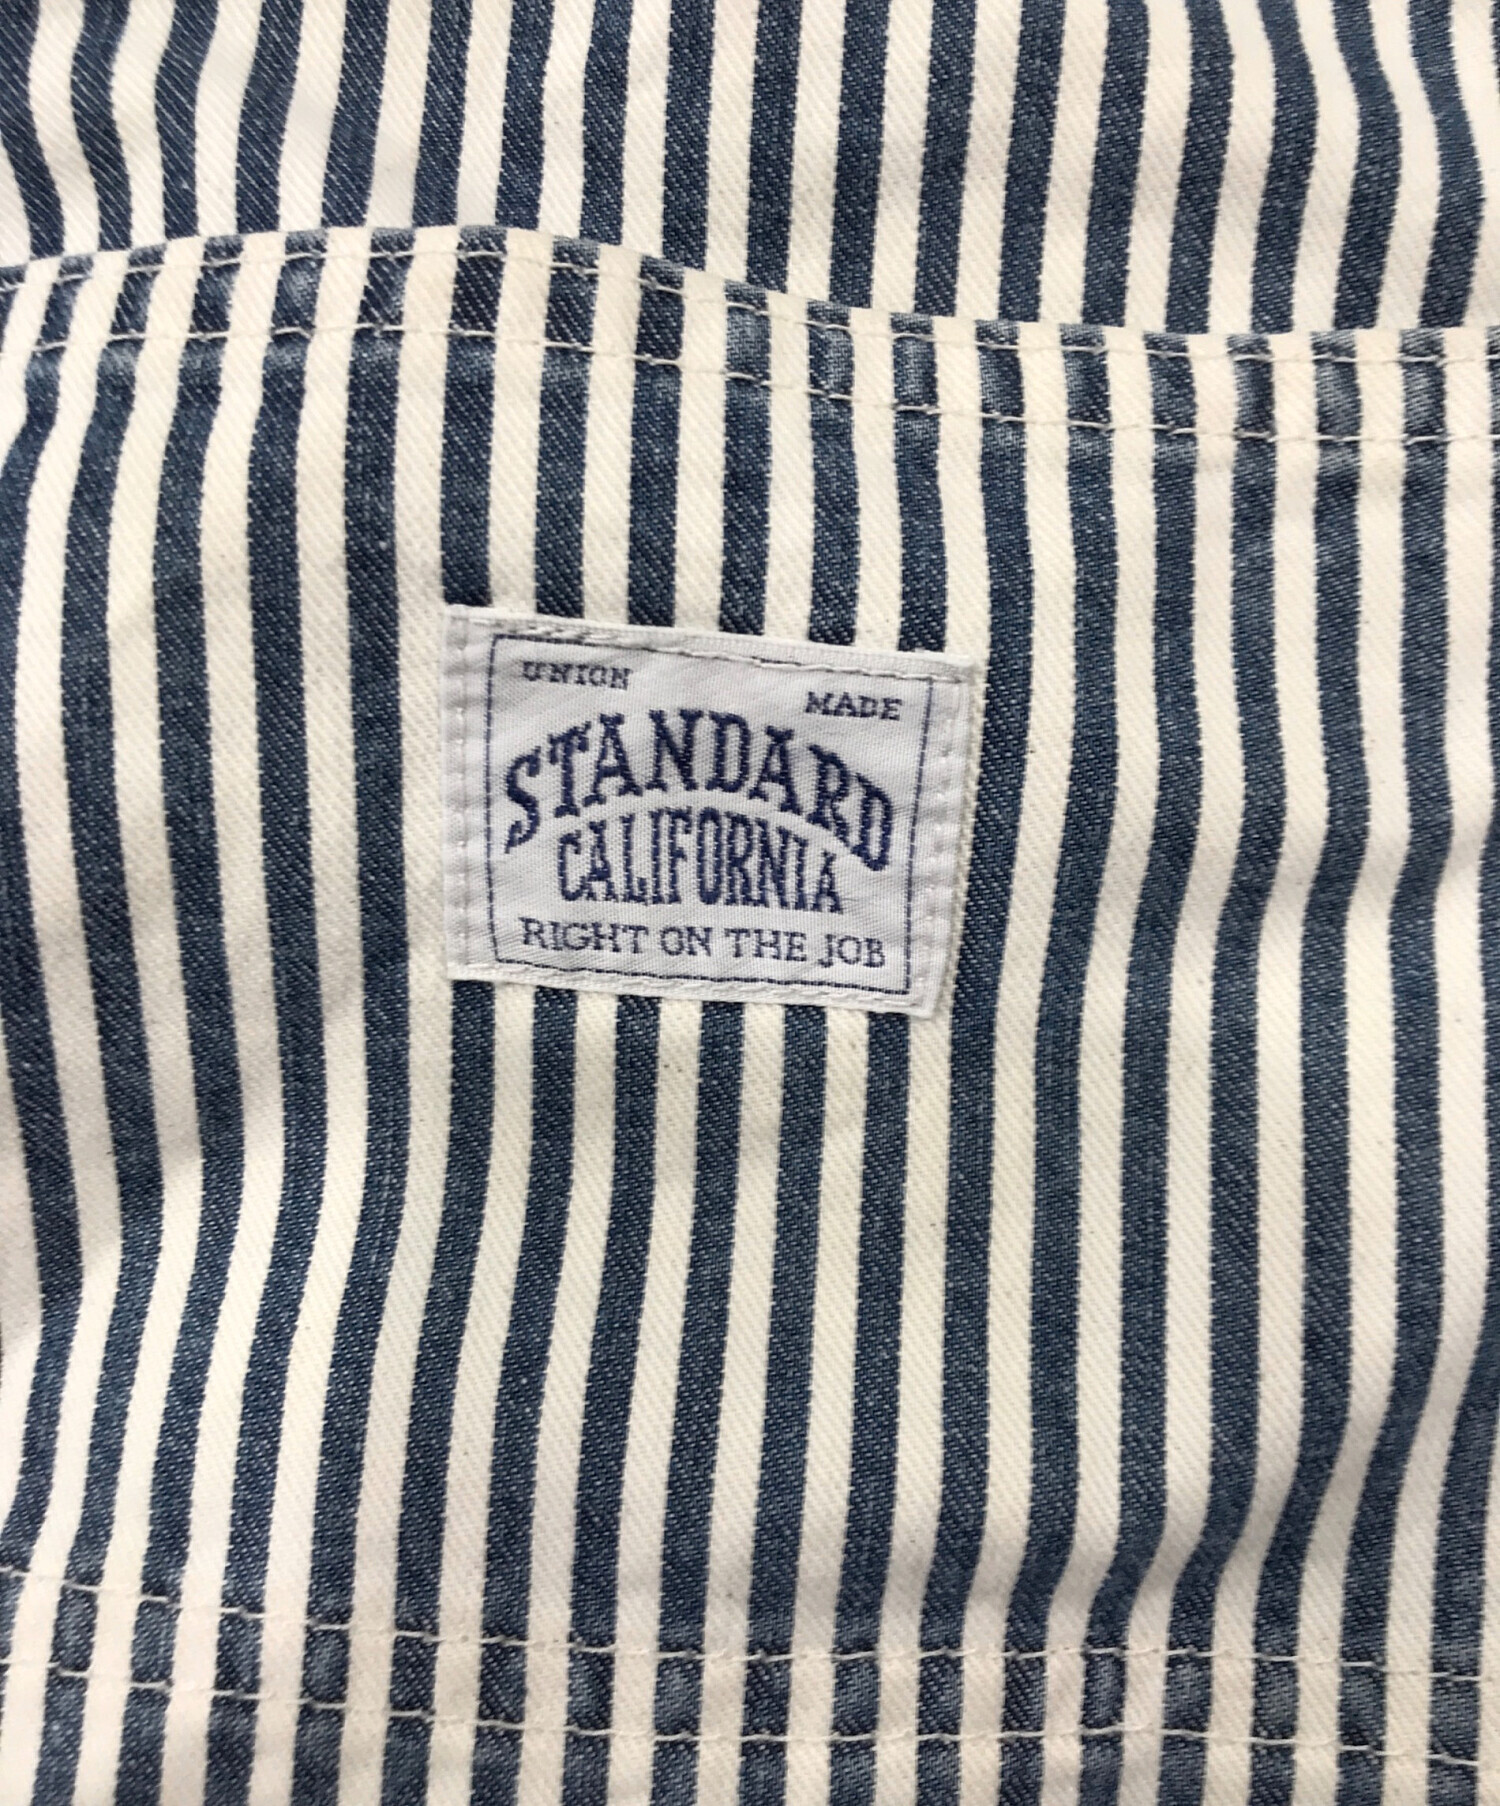 UNION MADE
STANDARD
CALIFORNIA
RIGHT ON THE JOB